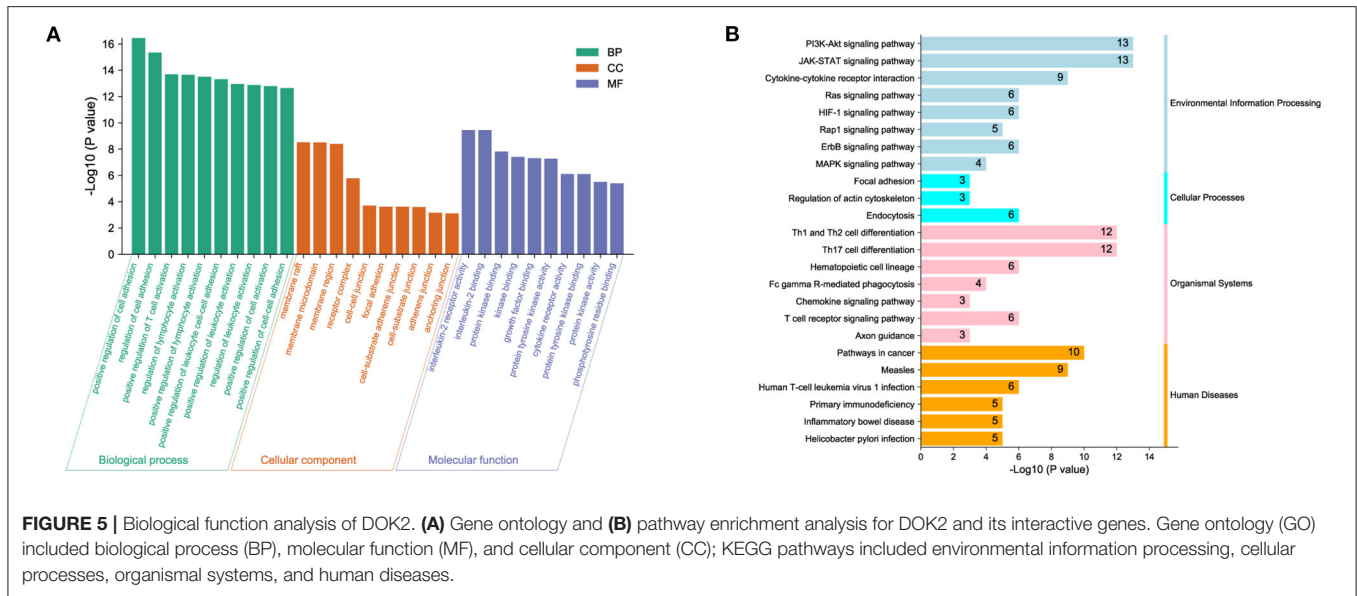 A
16
14
12
10
8
6
4
2
0
-Log10 (P value)
BP
CC
MF
positive regulation of cell adhesion
regulation of cell adhesion
positive regulation of T cell activation
regulation of lymphocyte activation
positive regulation of lymphocyte activation
positive regulation of leukocyte cell-cell adhesion
positive regulation of leukocyte activation
regulation of leukocyte activation
positive regulation of cell activation
positive regulation of cell-cell adhesion
membrane raft
membrane microdomain
membrane region
receptor complex
cell-cell junction
focal adhesion
cell-substrate adherens junction
cell-substrate junction
adherens junction
anchoring junction
interleukin-2 receptor activity
interleukin-2 binding
protein kinase binding
kinase binding
growth factor binding
protein tyrosine kinase activity
cytokine receptor activity
protein tyrosine kinase binding
protein kinase activity
phosphotyrosine residue binding
Biological process
Cellular component
Molecular function
B
PI3K-Akt signaling pathway 13
JAK-STAT signaling pathway 13
Cytokine-cytokine receptor interaction 9
Ras signaling pathway 6
HIF-1 signaling pathway 6
Rap1 signaling pathway 5
ErbB signaling pathway 6
MAPK signaling pathway 4
Environmental Information Processing
Focal adhesion 3
Regulation of actin cytoskeleton 3
Endocytosis 6
Cellular Processes
Th1 and Th2 cell differentiation 12
Th17 cell differentiation 12
Hematopoietic cell lineage 6
Fc gamma R-mediated phagocytosis 4
Chemokine signaling pathway 3
T cell receptor signaling pathway 6
Axon guidance 3
Organismal Systems
Pathways in cancer 10
Measles 9
Human T-cell leukemia virus 1 infection 6
Primary immunodeficiency 5
Inflammatory bowel disease 5
Helicobacter pylori infection 5
Human Diseases
0 2 4 6 8 10 12 14
-Log10 (P value)
FIGURE 5 | Biological function analysis of DOK2. (A) Gene ontology and (B) pathway enrichment analysis for DOK2 and its interactive genes. Gene ontology (GO)
included biological process (BP), molecular function (MF), and cellular component (CC); KEGG pathways included environmental information processing, cellular
processes, organismal systems, and human diseases.